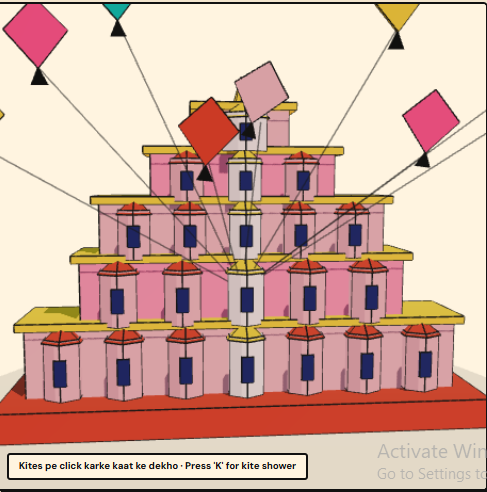 Kites pe click karke kaat ke dekho · Press 'K' for kite shower
Activate Win
Go to Settings to